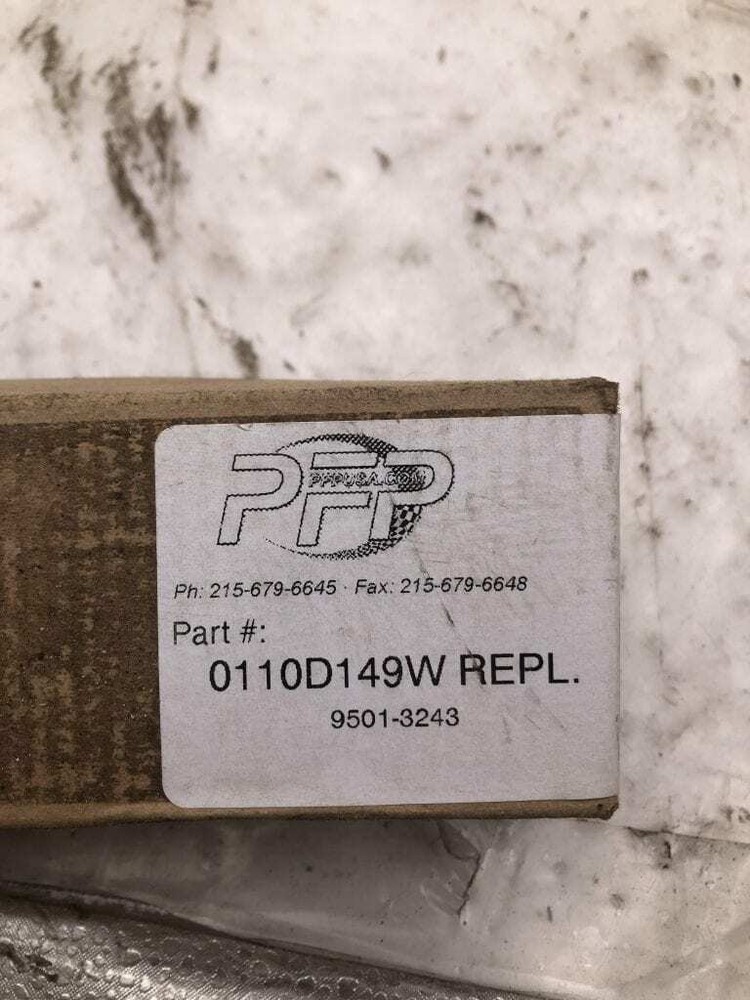 PFP
PFPUSA.COM
Ph: 215-679-6645 · Fax: 215-679-6648
Part #:
0110D149W REPL.
9501-3243